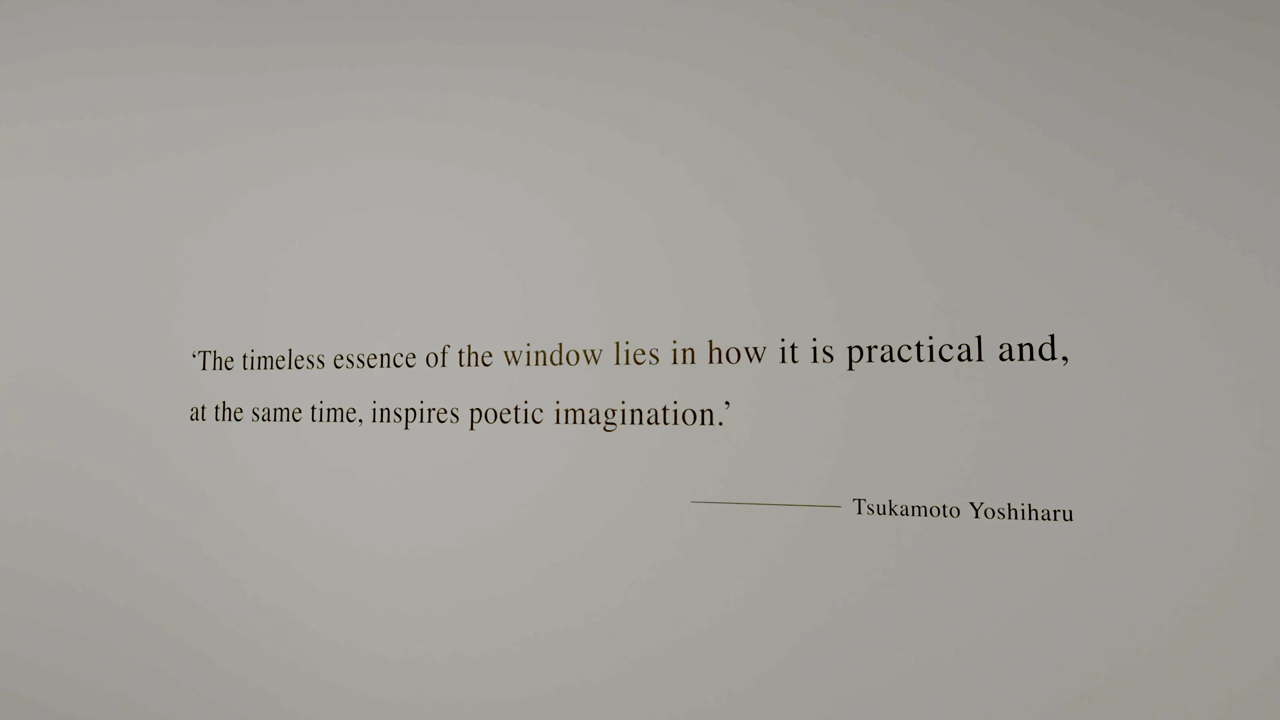 ‘The timeless essence of the window lies in how it is practical and,
at the same time, inspires poetic imagination.’
Tsukamoto Yoshiharu